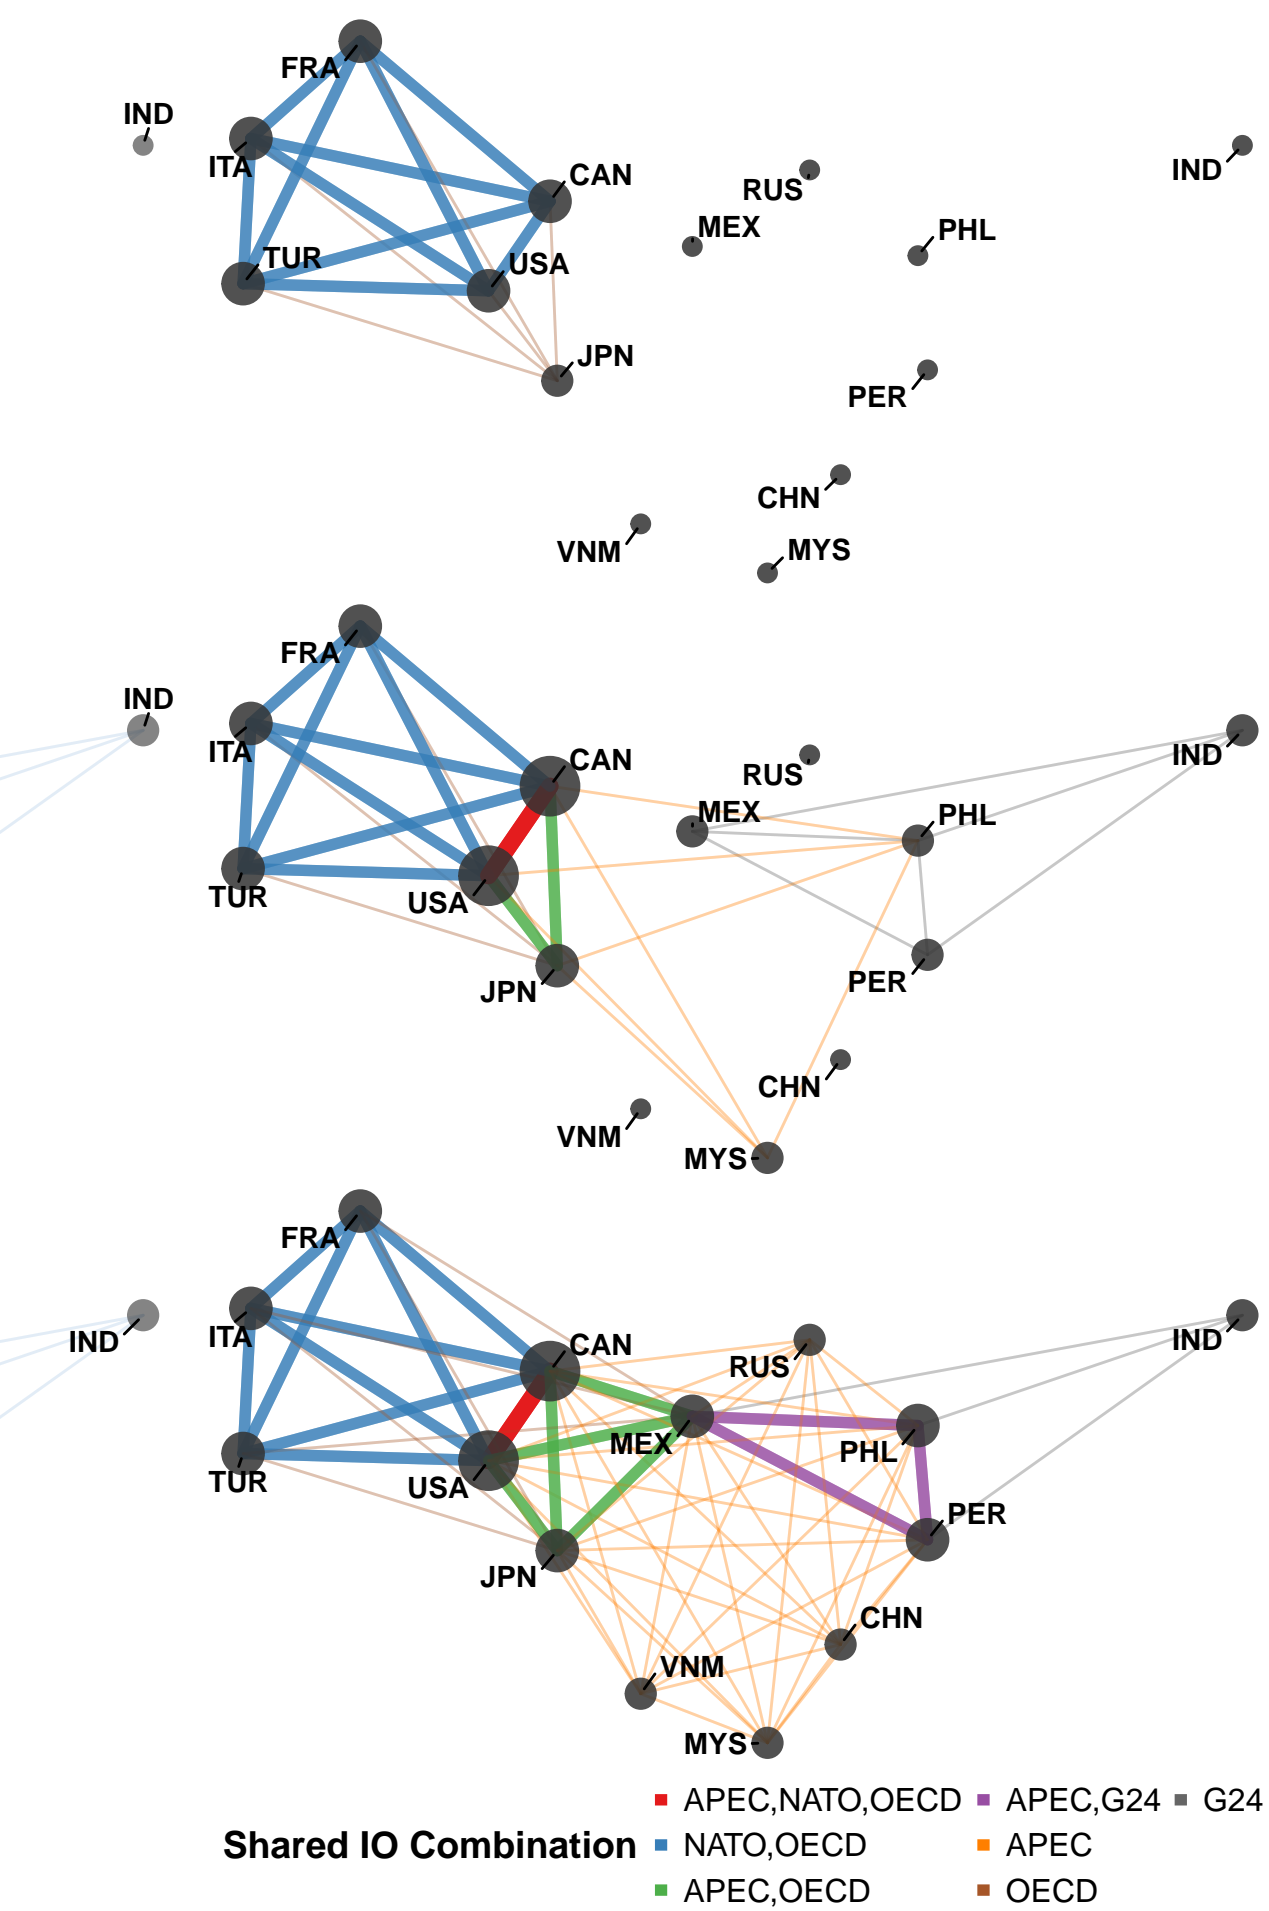 FRA
IND
ITA
CAN
RUS
IND
MEX
PHL
TUR
USA
JPN
PER
CHN
VNM
MYS
FRA
IND
ITA
CAN
RUS
IND
MEX
PHL
TUR
USA
JPN
PER
CHN
VNM
MYS
FRA
IND
ITA
CAN
RUS
IND
MEX
PHL
TUR
USA
PER
JPN
CHN
VNM
MYS
Shared IO Combination
APEC,NATO,OECD
NATO,OECD
APEC,OECD
APEC,G24
APEC
OECD
G24